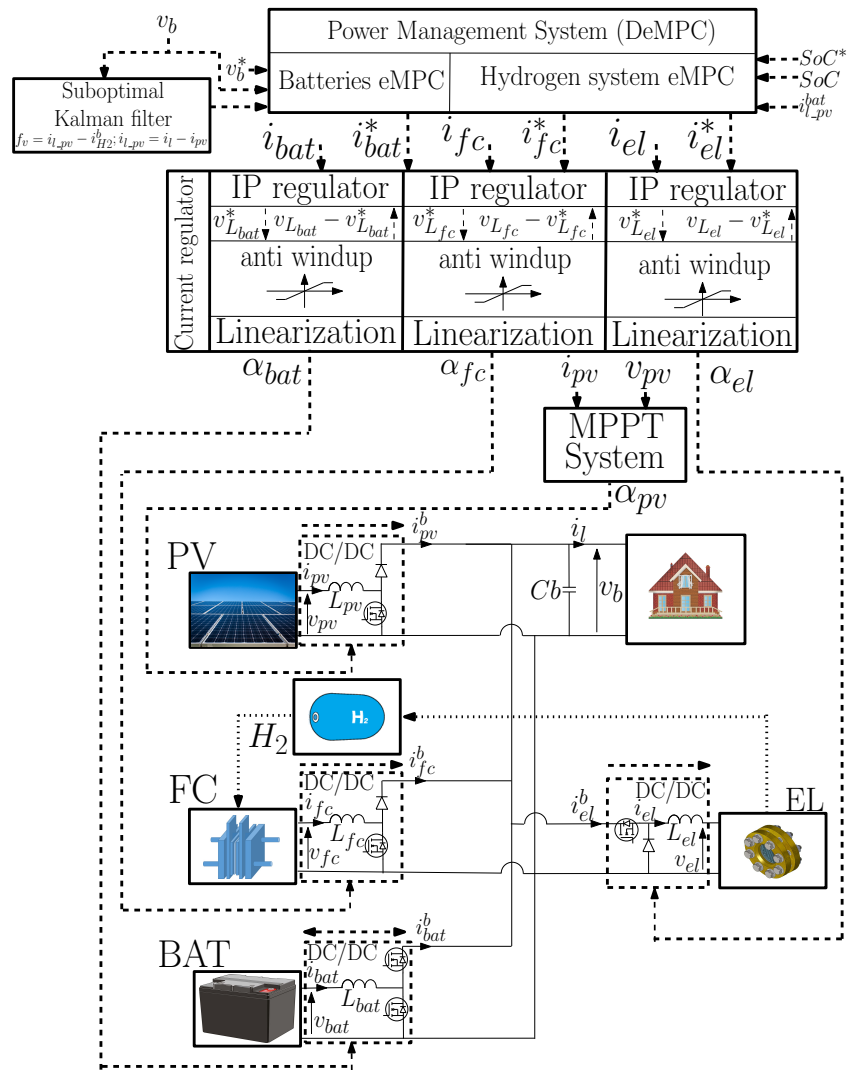 v_b
Power Management System (DeMPC)
v_b^*
Batteries eMPC
Hydrogen system eMPC
SoC^*
SoC
i_{l\_pv}^{bat}
Suboptimal
Kalman filter
f_v = i_{l\_pv} - i_{H2}^b; i_{l\_pv} = i_l - i_{pv}
i_{bat} i_{bat}^* i_{fc} i_{fc}^* i_{el} i_{el}^*
Current regulator
IP regulator
v_{L_{bat}}^* v_{L_{bat}} - v_{L_{bat}}^*
anti windup
Linearization
IP regulator
v_{L_{fc}}^* v_{L_{fc}} - v_{L_{fc}}^*
anti windup
Linearization
IP regulator
v_{L_{el}}^* v_{L_{el}} - v_{L_{el}}^*
anti windup
Linearization
α_{bat} α_{fc} i_{pv} v_{pv} α_{el}
MPPT
System
α_{pv}
PV
DC/DC
i_{pv}^b
i_{pv}
L_{pv}
v_{pv}
i_l
Cb
v_b
H_2
H_2
FC
DC/DC
i_{fc}^b
i_{fc}
L_{fc}
v_{fc}
i_{el}^b
DC/DC
i_{el}
L_{el}
v_{el}
EL
BAT
DC/DC
i_{bat}^b
i_{bat}
L_{bat}
v_{bat}